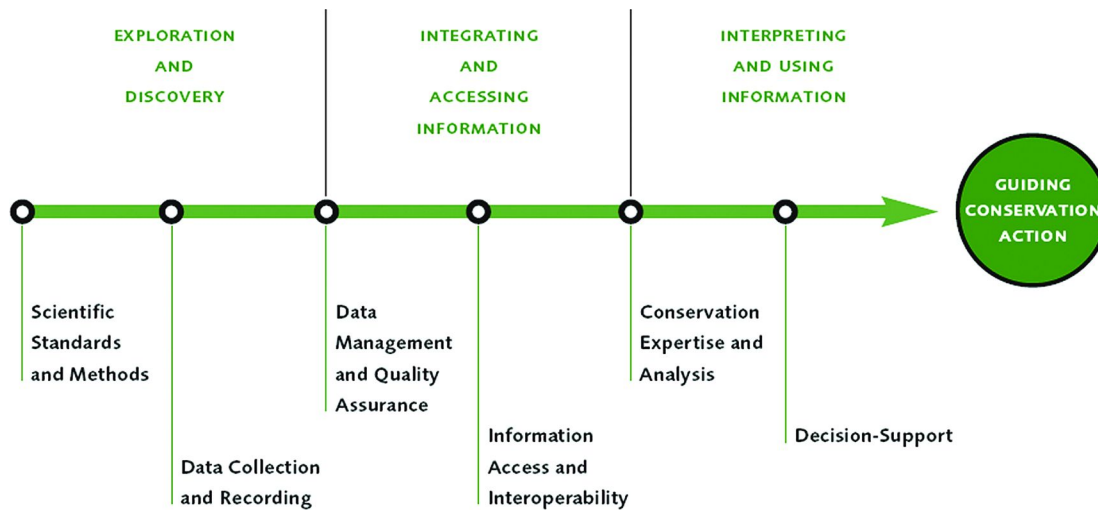 EXPLORATION
AND
DISCOVERY
INTEGRATING
AND
ACCESSING
INFORMATION
INTERPRETING
AND USING
INFORMATION
GUIDING
CONSERVATION
ACTION
Scientific
Standards
and Methods
Data Collection
and Recording
Data
Management
and Quality
Assurance
Information
Access and
Interoperability
Conservation
Expertise and
Analysis
Decision-Support